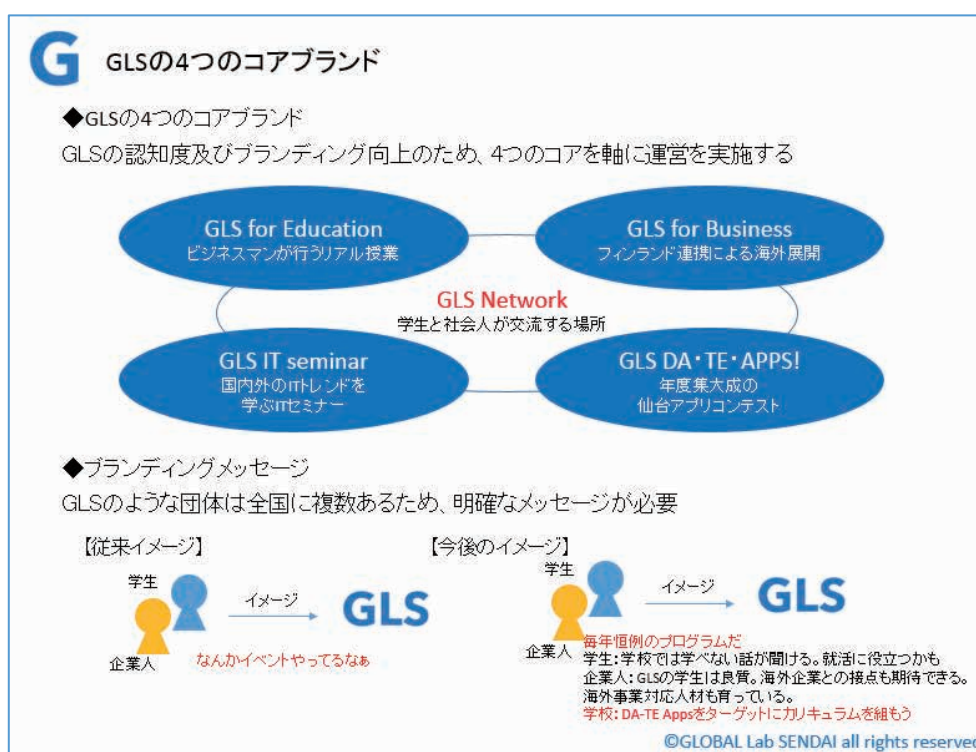 G GLSの4つのコアブランド
◆GLSの4つのコアブランド
GLSの認知度及びブランディング向上のため、4つのコアを軸に運営を実施する
GLS for Education
ビジネスマンが行うリアル授業
GLS for Business
フィンランド連携による海外展開
GLS Network
学生と社会人が交流する場所
GLS IT seminar
国内外のITトレンドを
学ぶITセミナー
GLS DA・TE・APPS!
年度集大成の
仙台アプリコンテスト
◆ブランディングメッセージ
GLSのような団体は全国に複数あるため、明確なメッセージが必要
【従来イメージ】
学生
イメージ
GLS
企業人
なんかイベントやってるなぁ
【今後のイメージ】
学生
イメージ
GLS
企業人
毎年恒例のプログラムだ
学生:学校では学べない話が聞ける。就活に役立つかも
企業人:GLSの学生は良質。海外企業との接点も期待できる。
海外事業対応人材も育っている。
学校:DA-TE Appsをターゲットにカリキュラムを組もう
©GLOBAL Lab SENDAI all rights reserved